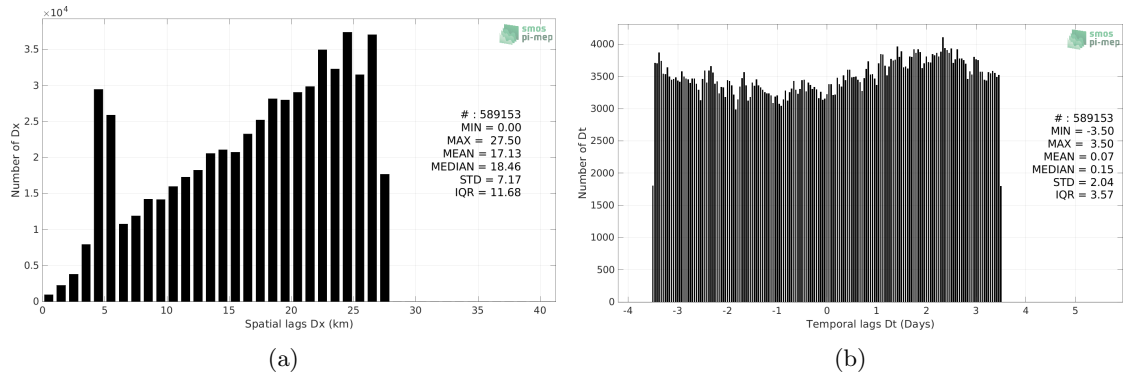 ×10⁴
3.5
3
2.5
2
1.5
1
0.5
0
Number of Dx
0 5 10 15 20 25 30 35 40
Spatial lags Dx (km)
smos
pi-mep
# : 589153
MIN = 0.00
MAX = 27.50
MEAN = 17.13
MEDIAN = 18.46
STD = 7.17
IQR = 11.68
(a)
4000
3500
3000
2500
2000
1500
1000
500
0
Number of Dt
-4 -3 -2 -1 0 1 2 3 4 5
Temporal lags Dt (Days)
smos
pi-mep
# : 589153
MIN = -3.50
MAX = 3.50
MEAN = 0.07
MEDIAN = 0.15
STD = 2.04
IQR = 3.57
(b)